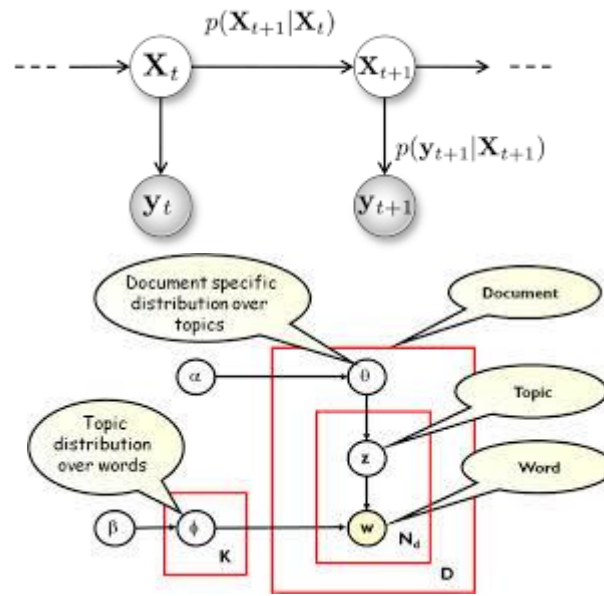 p(X_{t+1}|X_t)
X_t
X_{t+1}
p(y_{t+1}|X_{t+1})
y_t
y_{t+1}
Document specific
distribution over
topics
Document
α
θ
Topic
Topic
distribution
over words
z
Word
β
ϕ
w
N_d
K
D